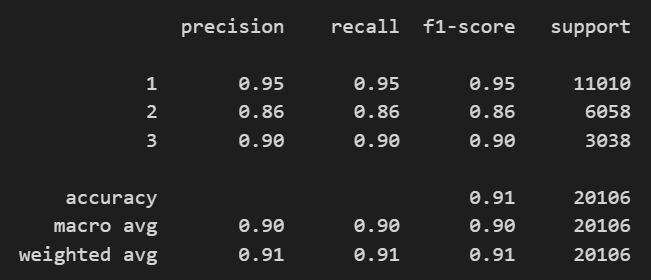 precision recall f1-score support
1 0.95 0.95 0.95 11010
2 0.86 0.86 0.86 6058
3 0.90 0.90 0.90 3038
accuracy 0.91 20106
macro avg 0.90 0.90 0.90 20106
weighted avg 0.91 0.91 0.91 20106